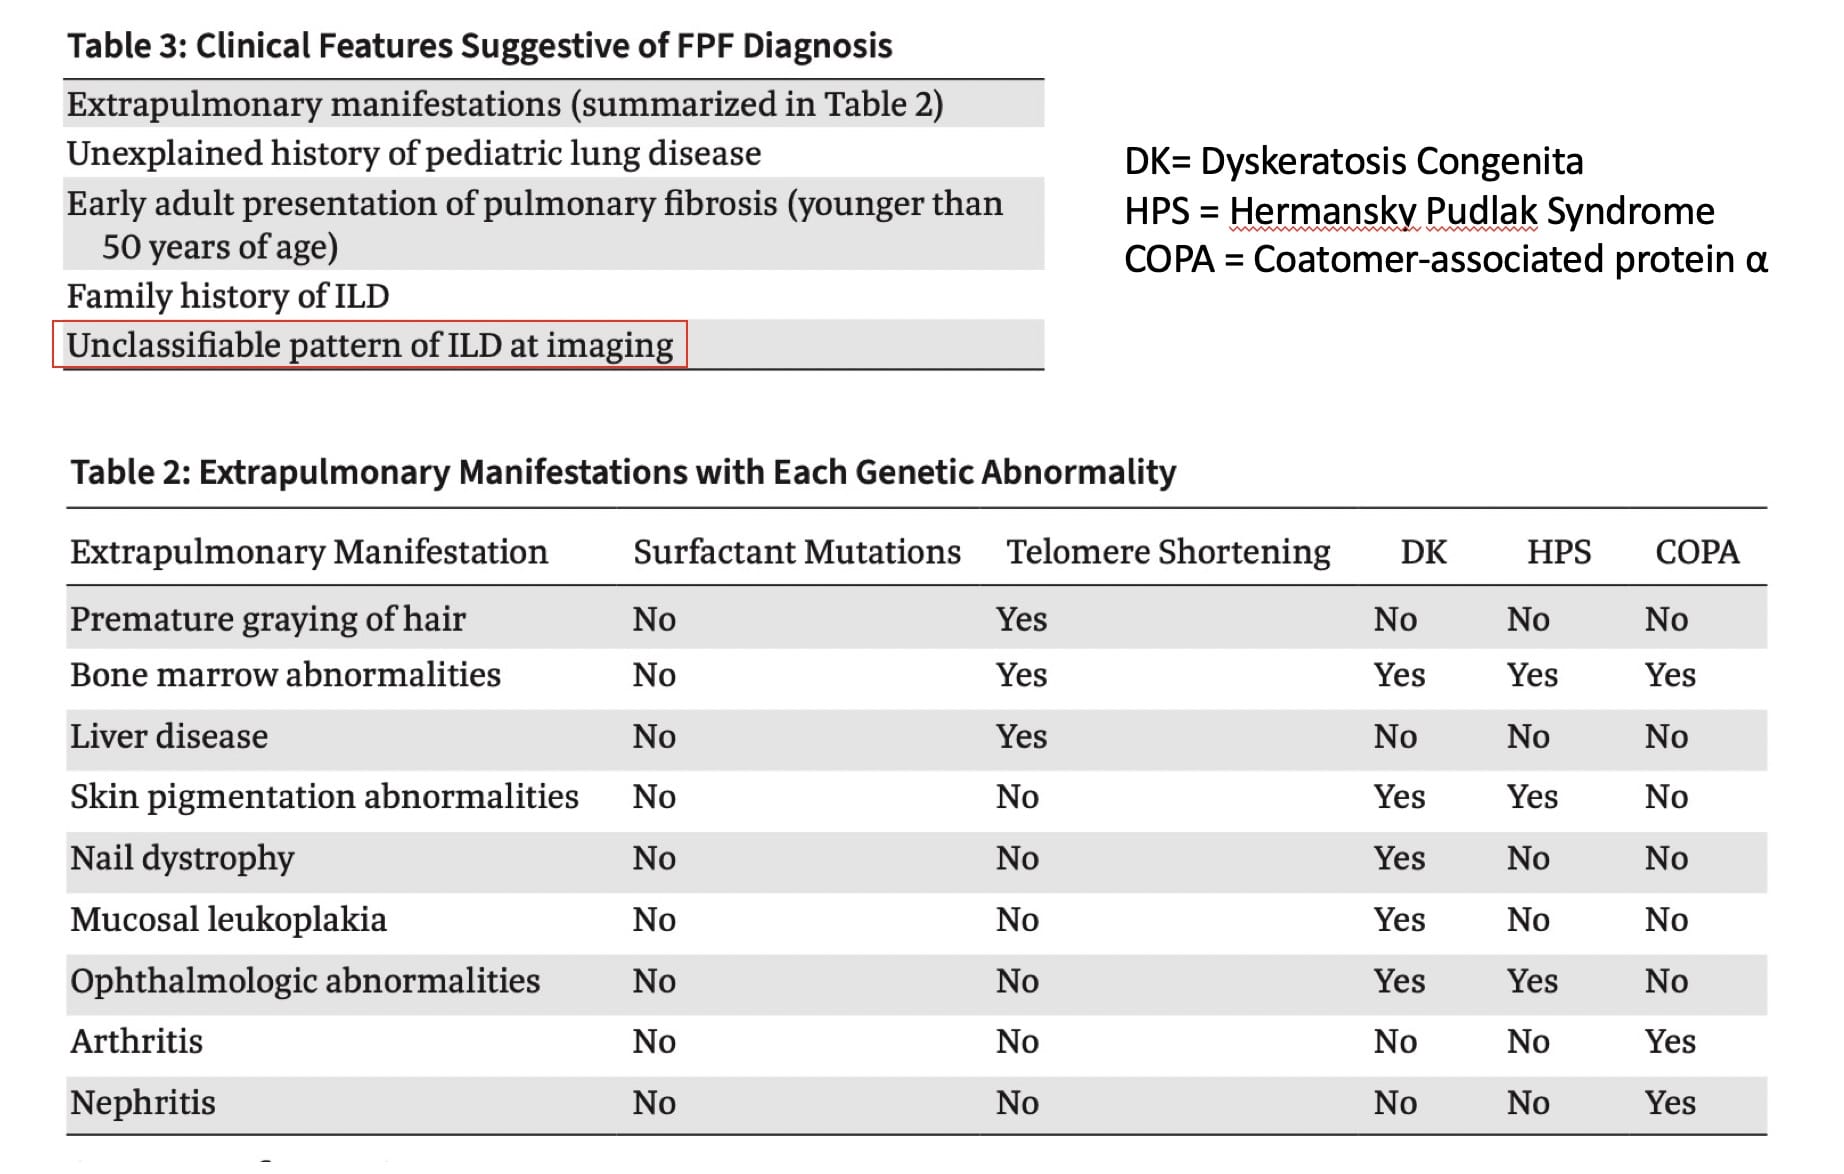 Table 3: Clinical Features Suggestive of FPF Diagnosis
Extrapulmonary manifestations (summarized in Table 2)
Unexplained history of pediatric lung disease
Early adult presentation of pulmonary fibrosis (younger than
50 years of age)
Family history of ILD
Unclassifiable pattern of ILD at imaging
DK= Dyskeratosis Congenita
HPS = Hermansky Pudlak Syndrome
COPA = Coatomer-associated protein α
Table 2: Extrapulmonary Manifestations with Each Genetic Abnormality
Extrapulmonary Manifestation Surfactant Mutations Telomere Shortening DK HPS COPA
Premature graying of hair No Yes No No No
Bone marrow abnormalities No Yes Yes Yes Yes
Liver disease No Yes No No No
Skin pigmentation abnormalities No No Yes Yes No
Nail dystrophy No No Yes No No
Mucosal leukoplakia No No Yes No No
Ophthalmologic abnormalities No No Yes Yes No
Arthritis No No No No Yes
Nephritis No No No No Yes